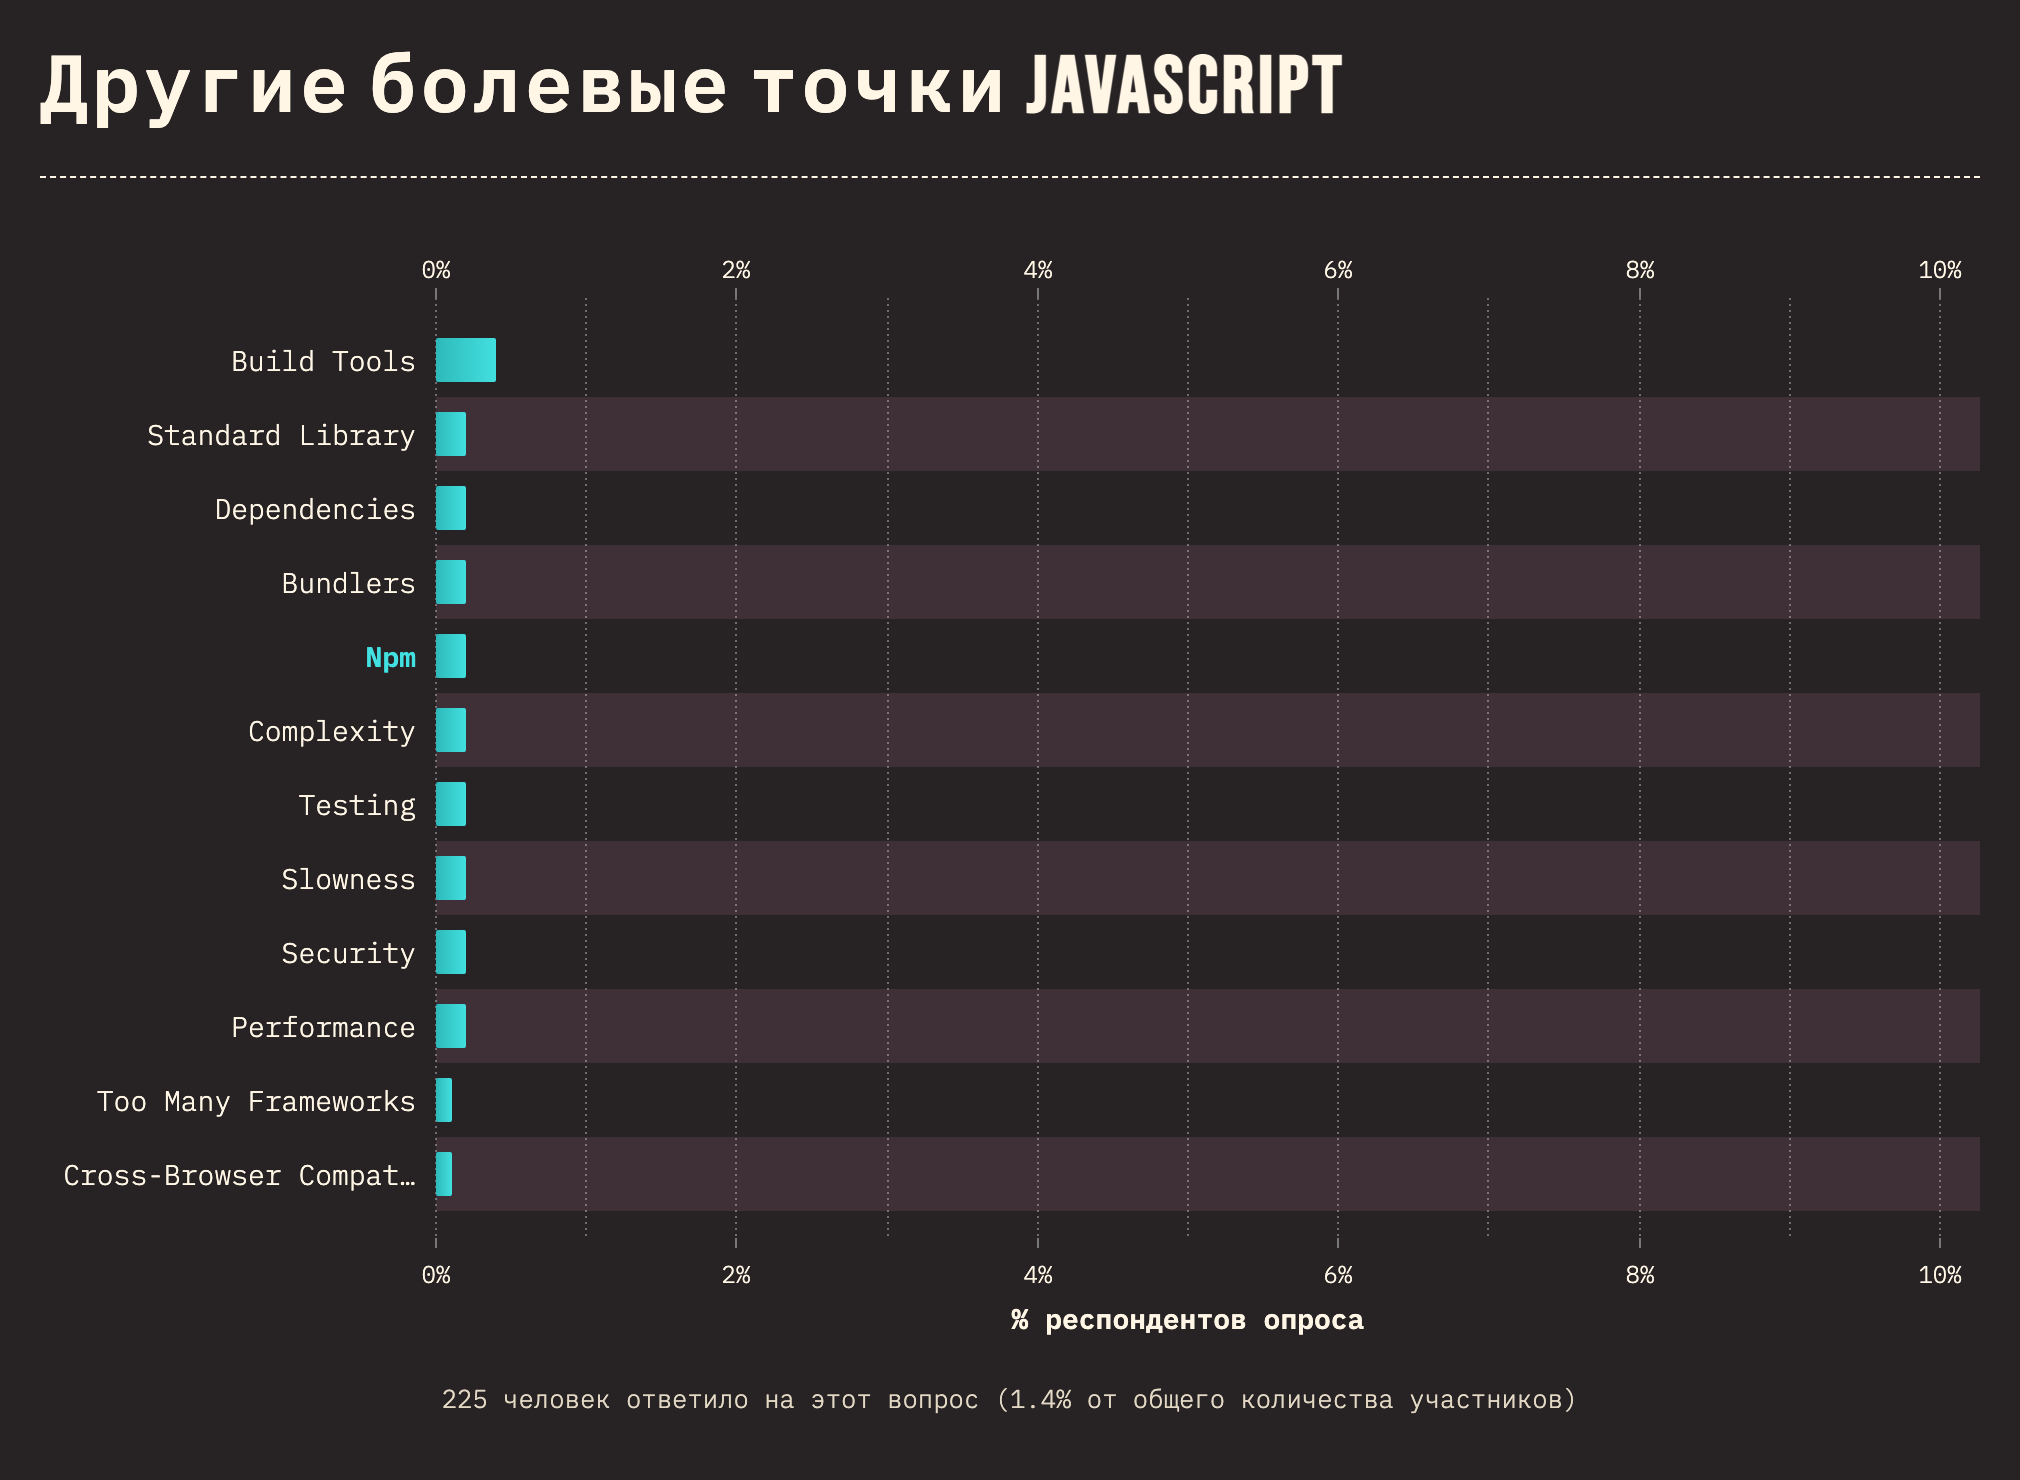 Другие болевые точки JAVASCRIPT
0% 2% 4% 6% 8% 10%
Build Tools
Standard Library
Dependencies
Bundlers
Npm
Complexity
Testing
Slowness
Security
Performance
Too Many Frameworks
Cross-Browser Compat…
0% 2% 4% 6% 8% 10%
% респондентов опроса
225 человек ответило на этот вопрос (1.4% от общего количества участников)